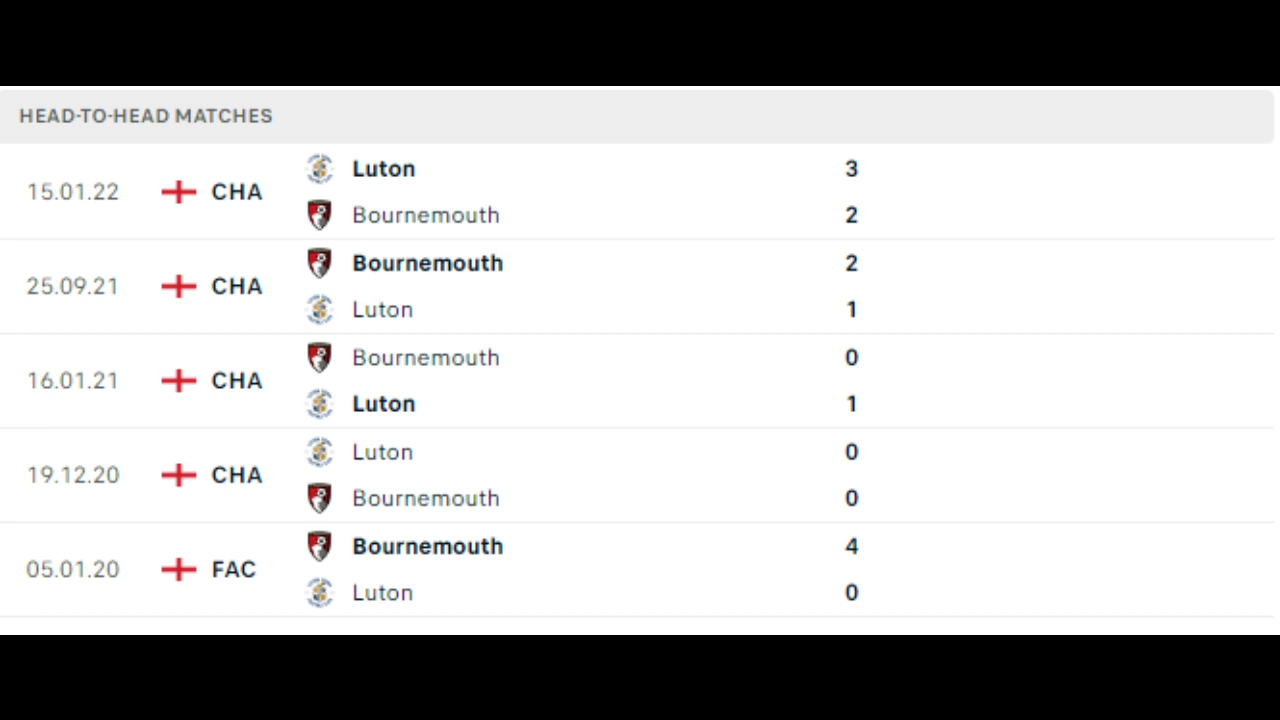 HEAD-TO-HEAD MATCHES
15.01.22 CHA Luton 3
Bournemouth 2
25.09.21 CHA Bournemouth 2
Luton 1
16.01.21 CHA Bournemouth 0
Luton 1
19.12.20 CHA Luton 0
Bournemouth 0
05.01.20 FAC Bournemouth 4
Luton 0